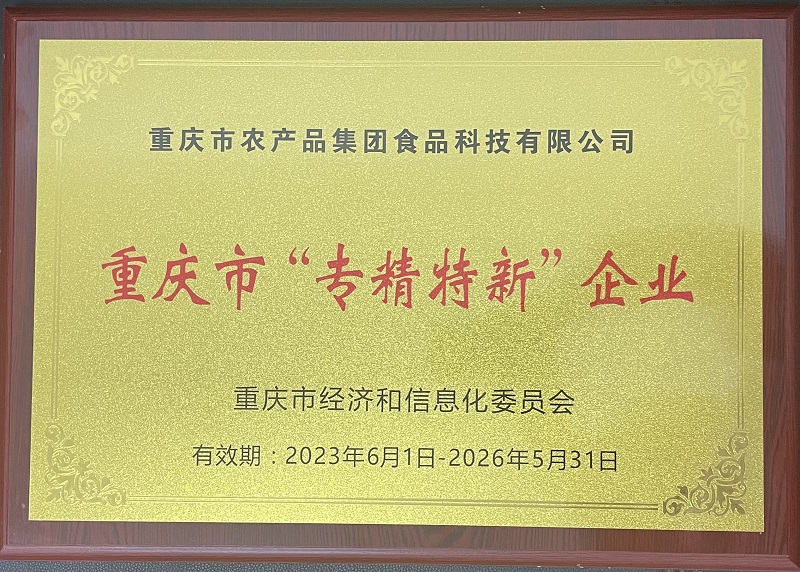 重庆市农产品集团食品科技有限公司
重庆市“专精特新”企业
重庆市经济和信息化委员会
有效期：2023年6月1日-2026年5月31日